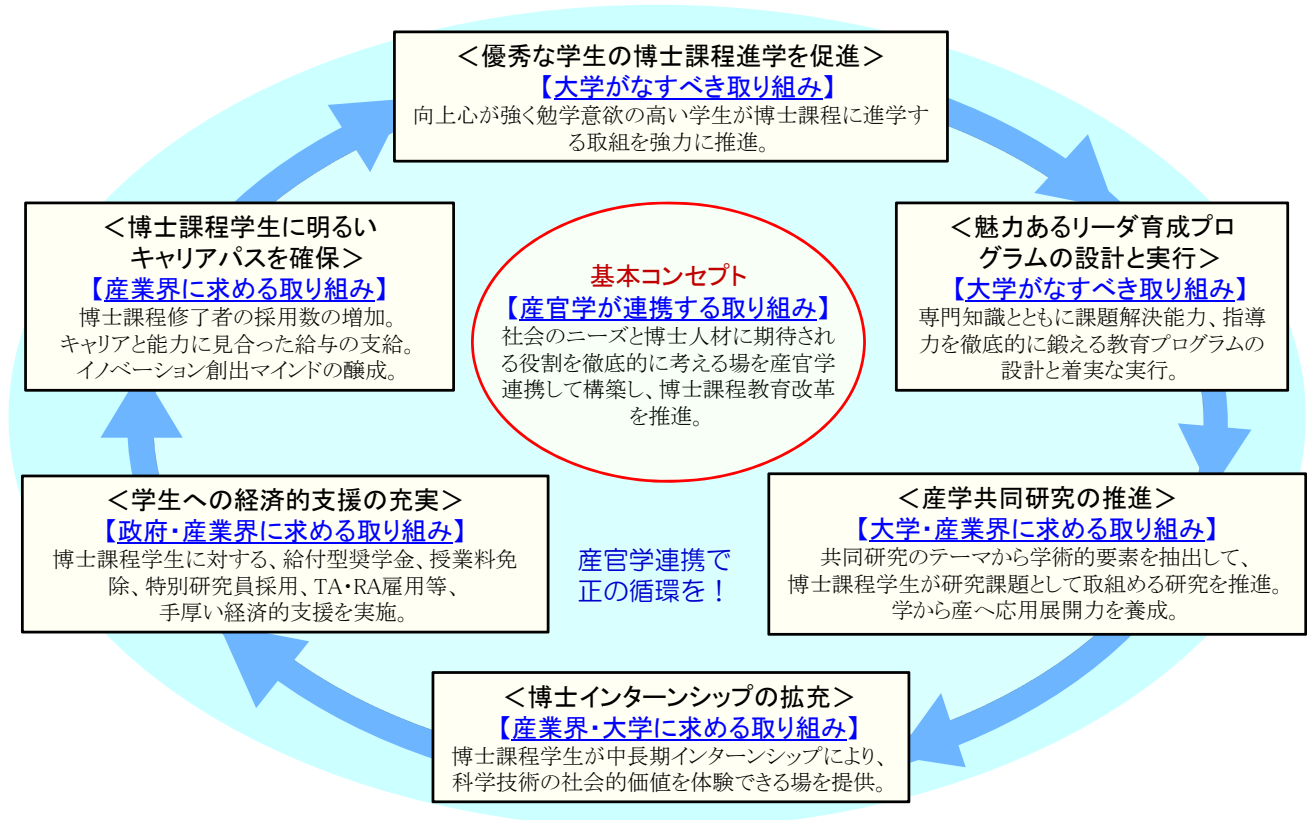 ＜優秀な学生の博士課程進学を促進＞
【大学がなすべき取り組み】
向上心が強く勉学意欲の高い学生が博士課程に進学す
る取組を強力に推進。
＜魅力あるリーダ育成プロ
グラムの設計と実行＞
【大学がなすべき取り組み】
専門知識とともに課題解決能力、指導
力を徹底的に鍛える教育プログラムの
設計と着実な実行。
＜産学共同研究の推進＞
【大学・産業界に求める取り組み】
共同研究のテーマから学術的要素を抽出して、
博士課程学生が研究課題として取組める研究を推進。
学から産へ応用展開力を養成。
＜博士インターンシップの拡充＞
【産業界・大学に求める取り組み】
博士課程学生が中長期インターンシップにより、
科学技術の社会的価値を体験できる場を提供。
＜学生への経済的支援の充実＞
【政府・産業界に求める取り組み】
博士課程学生に対する、給付型奨学金、授業料免
除、特別研究員採用、TA・RA雇用等、
手厚い経済的支援を実施。
＜博士課程学生に明るい
キャリアパスを確保＞
【産業界に求める取り組み】
博士課程修了者の採用数の増加。
キャリアと能力に見合った給与の支給。
イノベーション創出マインドの醸成。
基本コンセプト
【産官学が連携する取り組み】
社会のニーズと博士人材に期待され
る役割を徹底的に考える場を産官学
連携して構築し、博士課程教育改革
を推進。
産官学連携で
正の循環を！